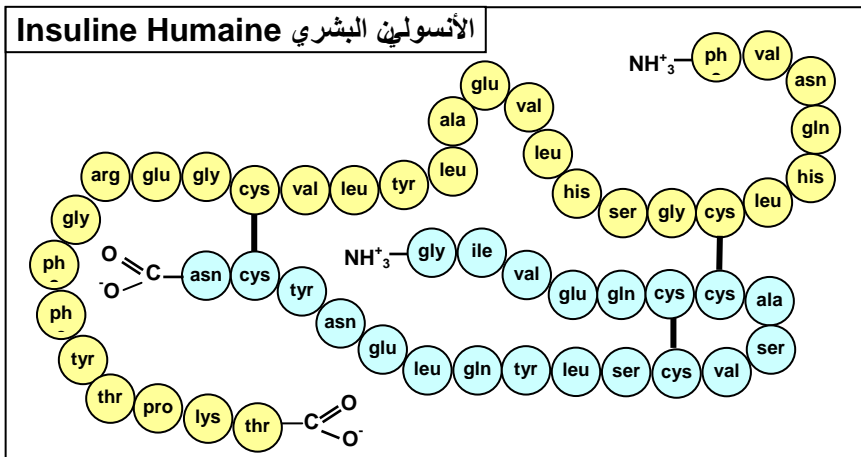 Insuline Humaine الأنسولين البشري
NH+3 ph val asn gln his leu cys gly ser his leu val glu ala leu tyr leu val cys gly glu arg gly ph ph tyr thr pro lys thr C O O-
NH+3 gly ile val glu gln cys cys ala ser val cys ser leu tyr gln leu glu asn tyr cys asn C O -O